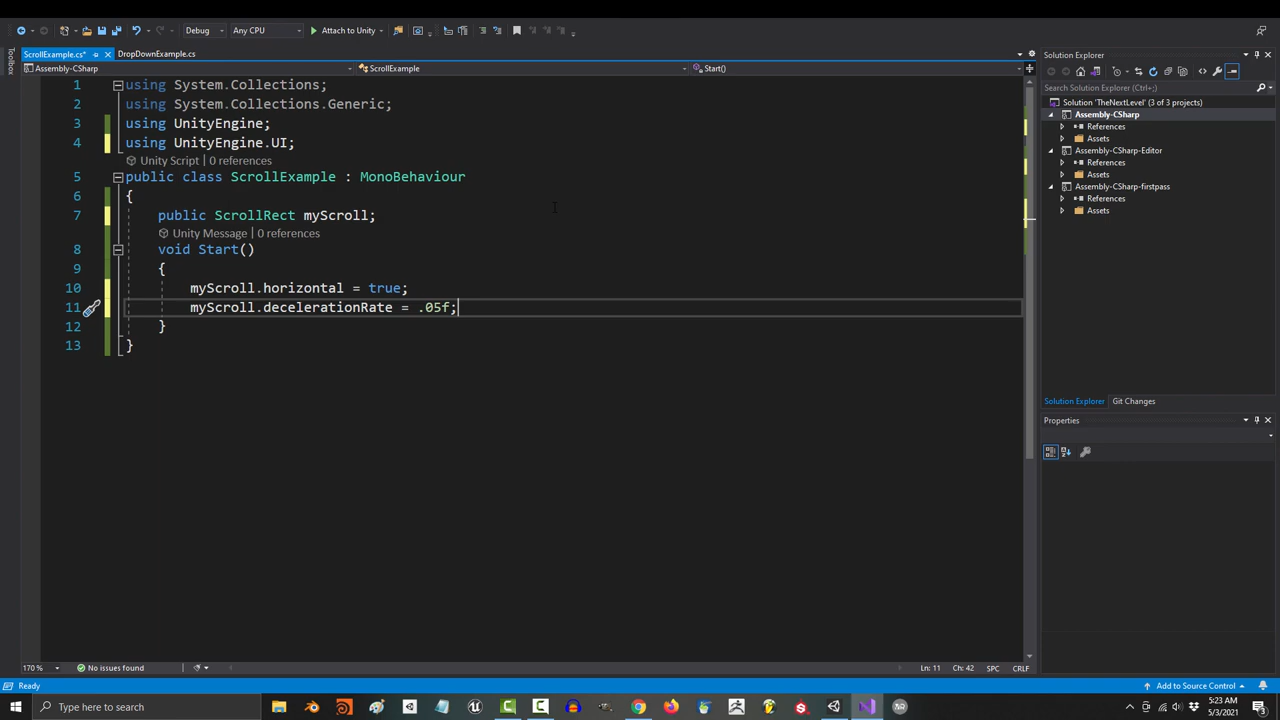 Debug
Any CPU
Attach to Unity
ScrollExample.cs*
DropDownExample.cs
Toolbox
Assembly-CSharp
ScrollExample
Start()
1 using System.Collections;
2 using System.Collections.Generic;
3 using UnityEngine;
4 using UnityEngine.UI;
Unity Script | 0 references
5 public class ScrollExample : MonoBehaviour
6 {
7 public ScrollRect myScroll;
Unity Message | 0 references
8 void Start()
9 {
10 myScroll.horizontal = true;
11 myScroll.decelerationRate = .05f;
12 }
13 }
Solution Explorer
Search Solution Explorer (Ctrl+;)
Solution 'TheNextLevel' (3 of 3 projects)
Assembly-CSharp
References
Assets
Assembly-CSharp-Editor
References
Assets
Assembly-CSharp-firstpass
References
Assets
Solution Explorer Git Changes
Properties
170 % No issues found Ln: 11 Ch: 42 SPC CRLF
Ready Add to Source Control
Type here to search
5:23 AM
5/3/2021